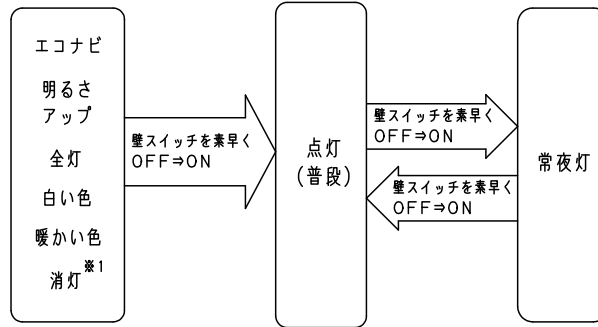 エコナビ
明るさ
アップ
全灯
白い色
暖かい色
消灯※1
壁スイッチを素早く
OFF⇒ON
点灯
(普段)
壁スイッチを素早く
OFF⇒ON
壁スイッチを素早く
OFF⇒ON
常夜灯